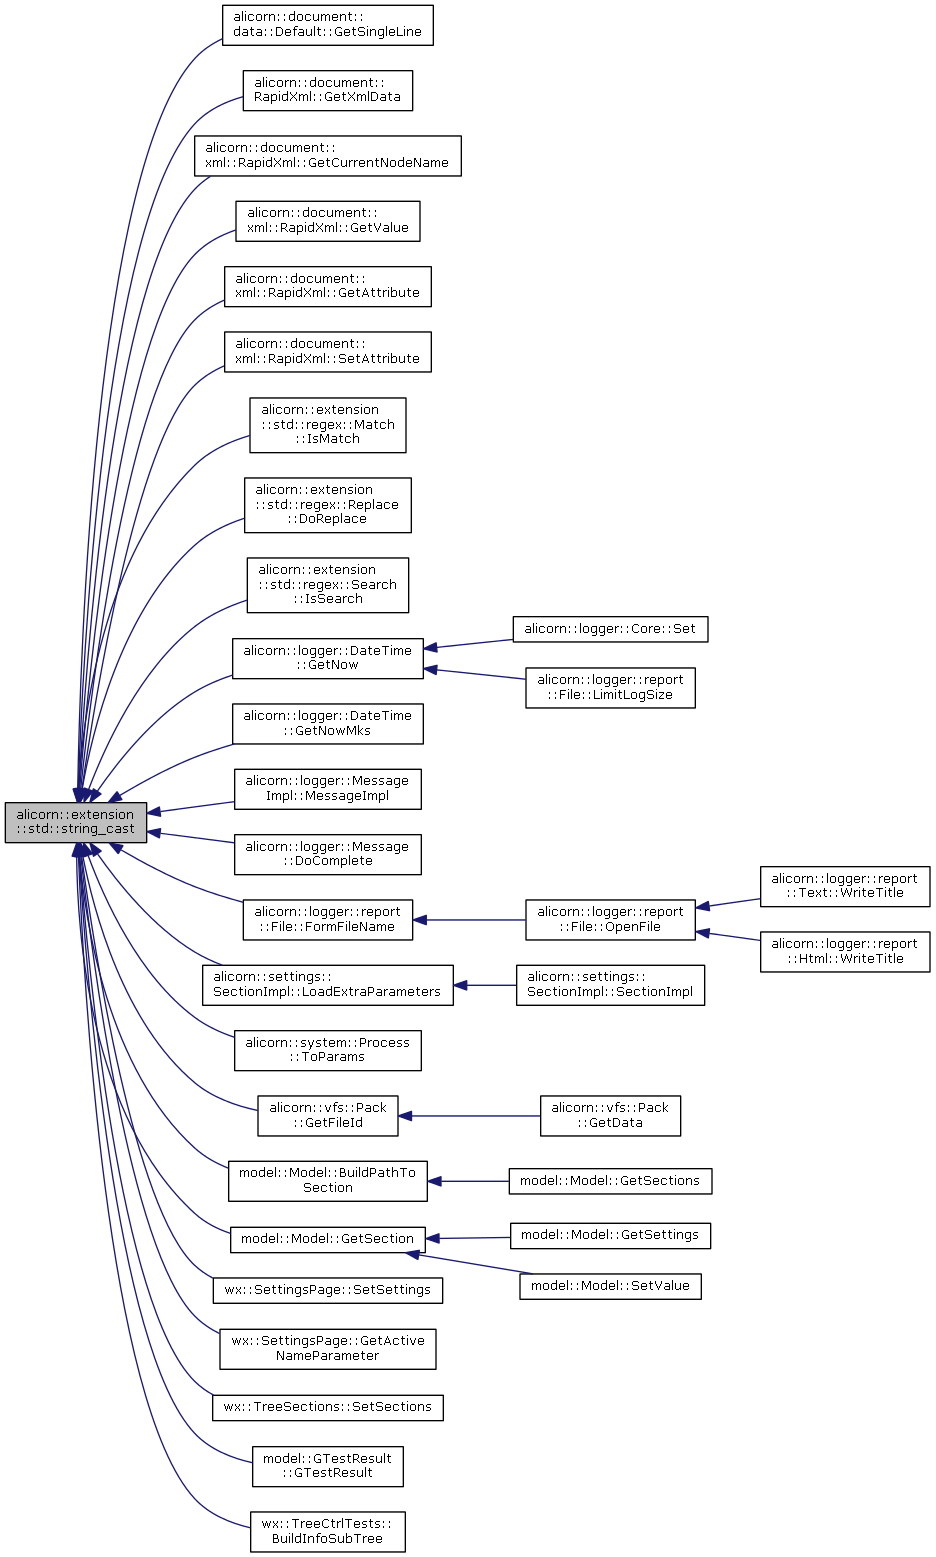 alicorn::document::
data::Default::GetSingleLine
alicorn::document::
RapidXml::GetXmlData
alicorn::document::
xml::RapidXml::GetCurrentNodeName
alicorn::document::
xml::RapidXml::GetValue
alicorn::document::
xml::RapidXml::GetAttribute
alicorn::document::
xml::RapidXml::SetAttribute
alicorn::extension
::std::regex::Match
::IsMatch
alicorn::extension
::std::regex::Replace
::DoReplace
alicorn::extension
::std::regex::Search
::IsSearch
alicorn::logger::DateTime
::GetNow
alicorn::logger::Core::Set
alicorn::logger::report
::File::LimitLogSize
alicorn::logger::DateTime
::GetNowMks
alicorn::logger::Message
Impl::MessageImpl
alicorn::extension
::std::string_cast
alicorn::logger::Message
::DoComplete
alicorn::logger::report
::File::FormFileName
alicorn::logger::report
::File::OpenFile
alicorn::logger::report
::Text::WriteTitle
alicorn::logger::report
::Html::WriteTitle
alicorn::settings::
SectionImpl::LoadExtraParameters
alicorn::settings::
SectionImpl::SectionImpl
alicorn::system::Process
::ToParams
alicorn::vfs::Pack
::GetFileId
alicorn::vfs::Pack
::GetData
model::Model::BuildPathTo
Section
model::Model::GetSections
model::Model::GetSection
model::Model::GetSettings
model::Model::SetValue
wx::SettingsPage::SetSettings
wx::SettingsPage::GetActive
NameParameter
wx::TreeSections::SetSections
model::GTestResult
::GTestResult
wx::TreeCtrlTests::
BuildInfoSubTree